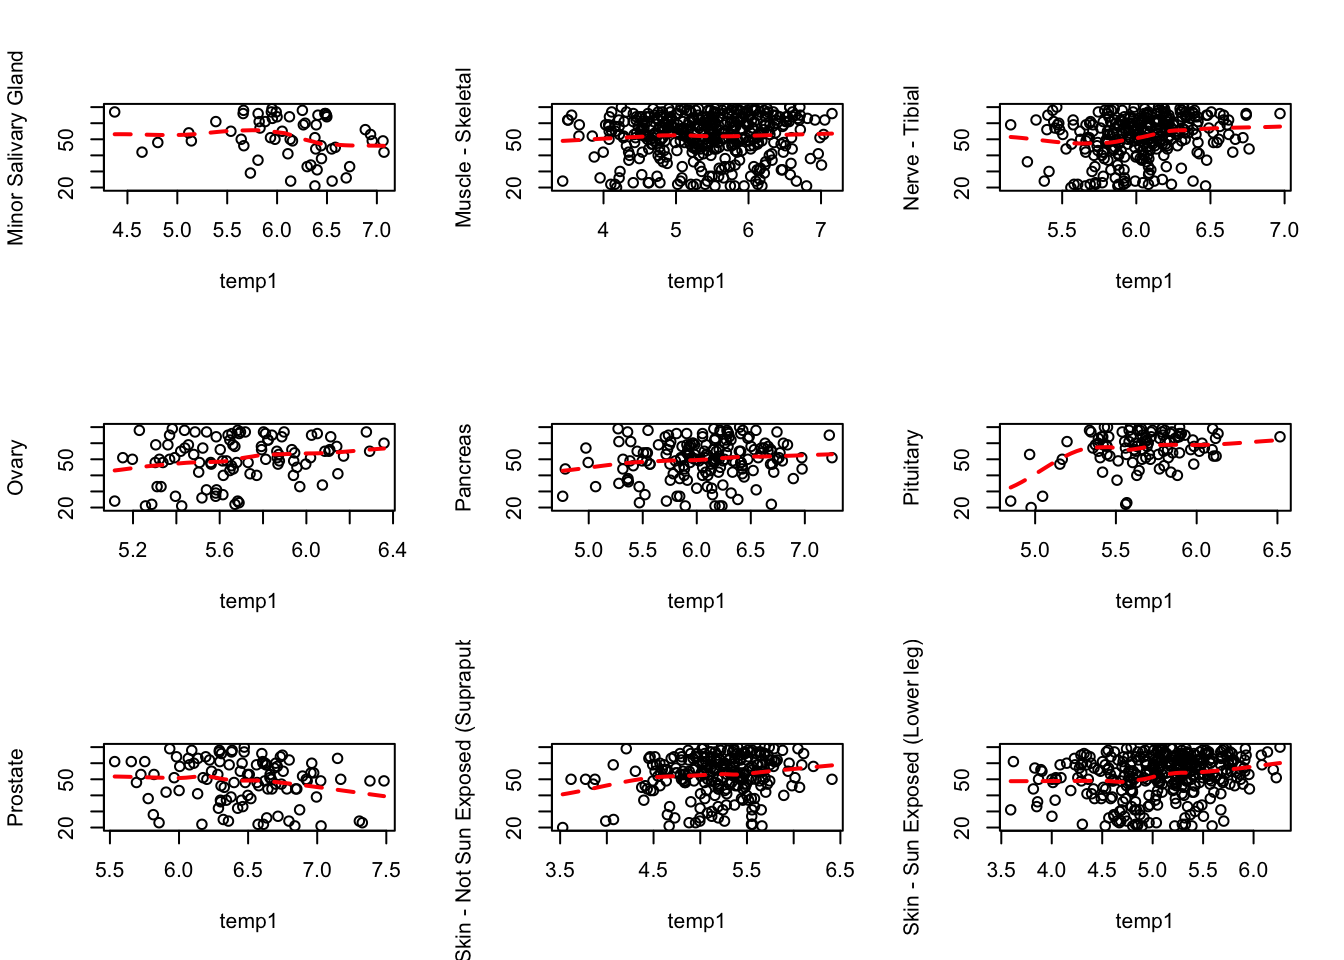 Minor Salivary Gland
20 50
4.5 5.0 5.5 6.0 6.5 7.0
temp1
Muscle - Skeletal
20 50
4 5 6 7
temp1
Nerve - Tibial
20 50
5.5 6.0 6.5 7.0
temp1
Ovary
20 50
5.2 5.6 6.0 6.4
temp1
Pancreas
20 50
5.0 5.5 6.0 6.5 7.0
temp1
Pituitary
20 50
5.0 5.5 6.0 6.5
temp1
Prostate
20 50
5.5 6.0 6.5 7.0 7.5
temp1
Skin - Not Sun Exposed (Suprapub
20 50
3.5 4.5 5.5 6.5
temp1
Skin - Sun Exposed (Lower leg)
20 50
3.5 4.0 4.5 5.0 5.5 6.0
temp1